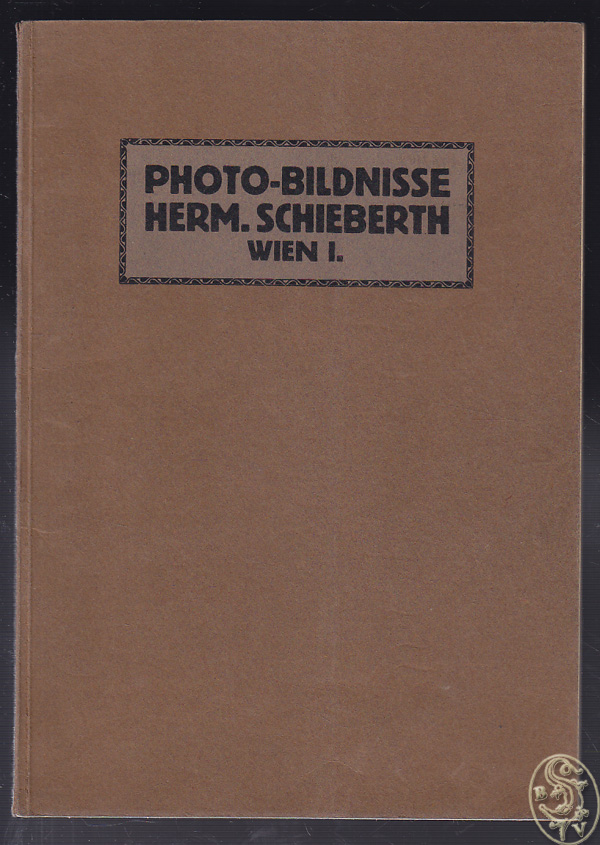 PHOTO-BILDNISSE
HERM. SCHIEBERTH
WIEN I.